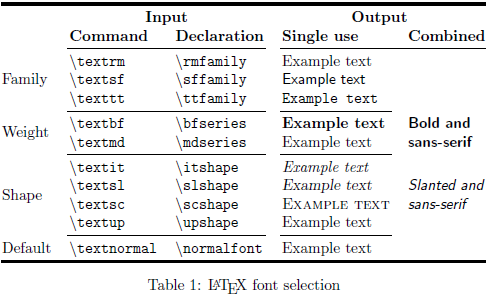 Input Output
Command Declaration Single use Combined
\textrm \rmfamily Example text
Family \textsf \sffamily Example text
\texttt \ttfamily Example text
Weight \textbf \bfseries Example text Bold and
\textmd \mdseries Example text sans-serif
\textit \itshape Example text
Shape \textsl \slshape Example text Slanted and
\textsc \scshape EXAMPLE TEXT sans-serif
\textup \upshape Example text
Default \textnormal \normalfont Example text
Table 1: LATEX font selection